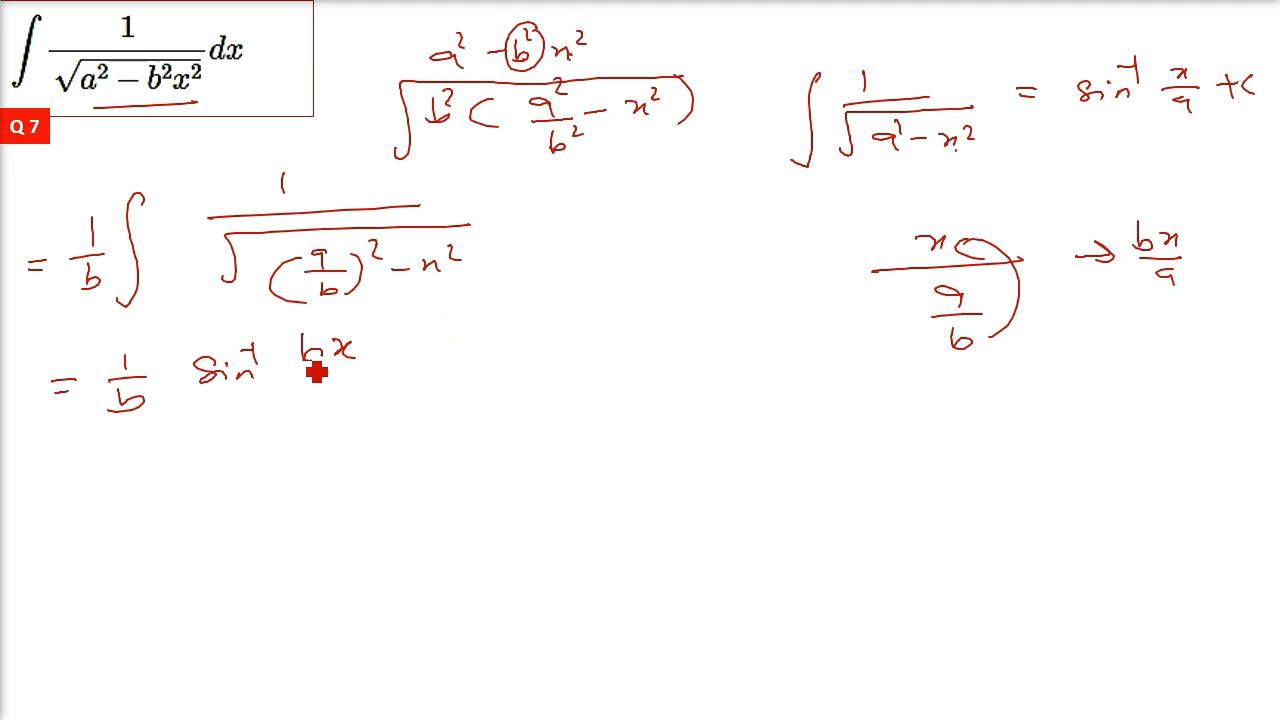 ∫ 1/√(a² − b²x²) dx
Q 7
a² − b²x²
√(b² (a²/b² − x²))
∫ 1/√(a² − x²) = sin⁻¹ x/a + c
= 1/b ∫ 1/√((a/b)² − x²)
x/(a/b) → bx/a
= 1/b sin⁻¹ bx